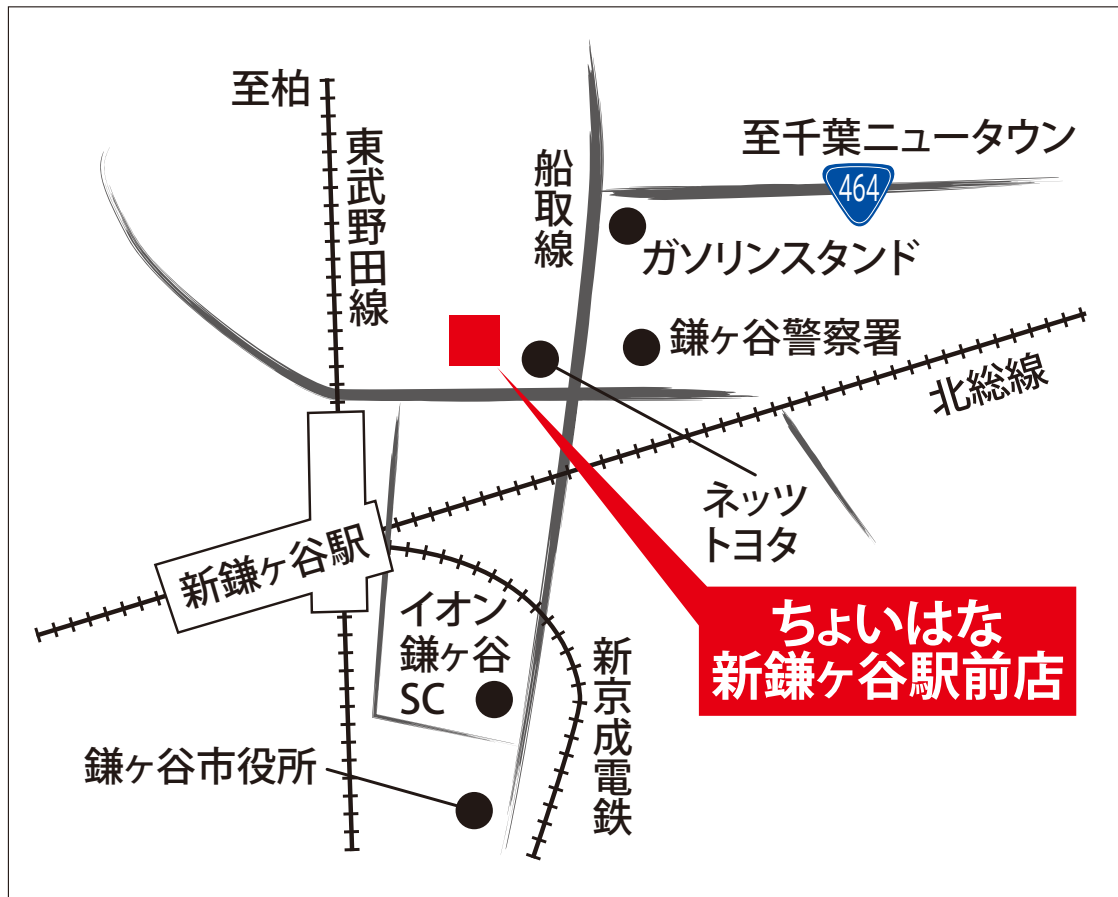 至柏
東武野田線
船取線
至千葉ニュータウン
464
ガソリンスタンド
鎌ヶ谷警察署
北総線
ネッツ
トヨタ
新鎌ヶ谷駅
イオン
鎌ヶ谷
SC
新京成電鉄
ちょいはな
新鎌ヶ谷駅前店
鎌ヶ谷市役所